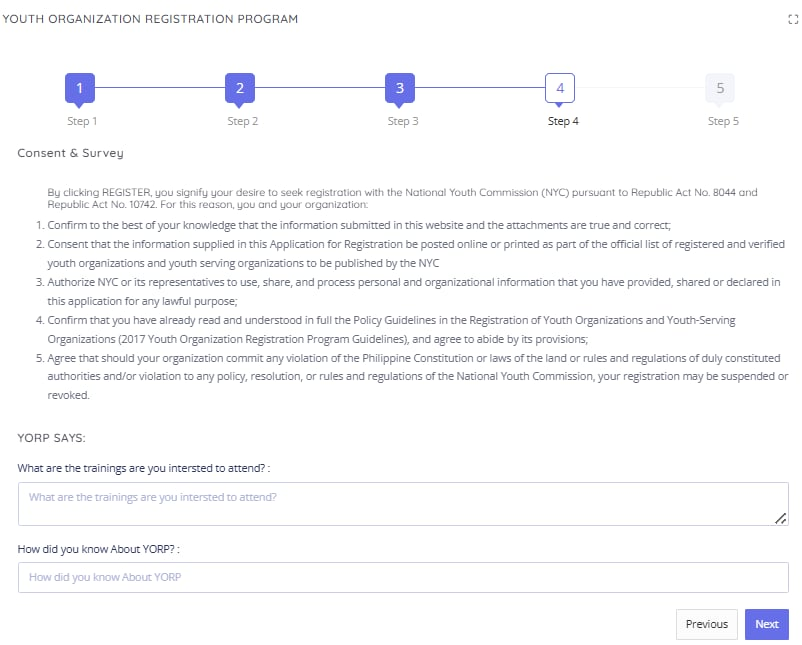 YOUTH ORGANIZATION REGISTRATION PROGRAM
1 2 3 4 5
Step 1 Step 2 Step 3 Step 4 Step 5
Consent & Survey
By clicking REGISTER, you signify your desire to seek registration with the National Youth Commission (NYC) pursuant to Republic Act No. 8044 and
Republic Act No. 10742. For this reason, you and your organization:
1. Confirm to the best of your knowledge that the information submitted in this website and the attachments are true and correct;
2. Consent that the information supplied in this Application for Registration be posted online or printed as part of the official list of registered and verified
youth organizations and youth serving organizations to be published by the NYC
3. Authorize NYC or its representatives to use, share, and process personal and organizational information that you have provided, shared or declared in
this application for any lawful purpose;
4. Confirm that you have already read and understood in full the Policy Guidelines in the Registration of Youth Organizations and Youth-Serving
Organizations (2017 Youth Organization Registration Program Guidelines), and agree to abide by its provisions;
5. Agree that should your organization commit any violation of the Philippine Constitution or laws of the land or rules and regulations of duly constituted
authorities and/or violation to any policy, resolution, or rules and regulations of the National Youth Commission, your registration may be suspended or
revoked.
YORP SAYS:
What are the trainings are you intersted to attend? :
What are the trainings are you intersted to attend?
How did you know About YORP? :
How did you know About YORP
Previous Next